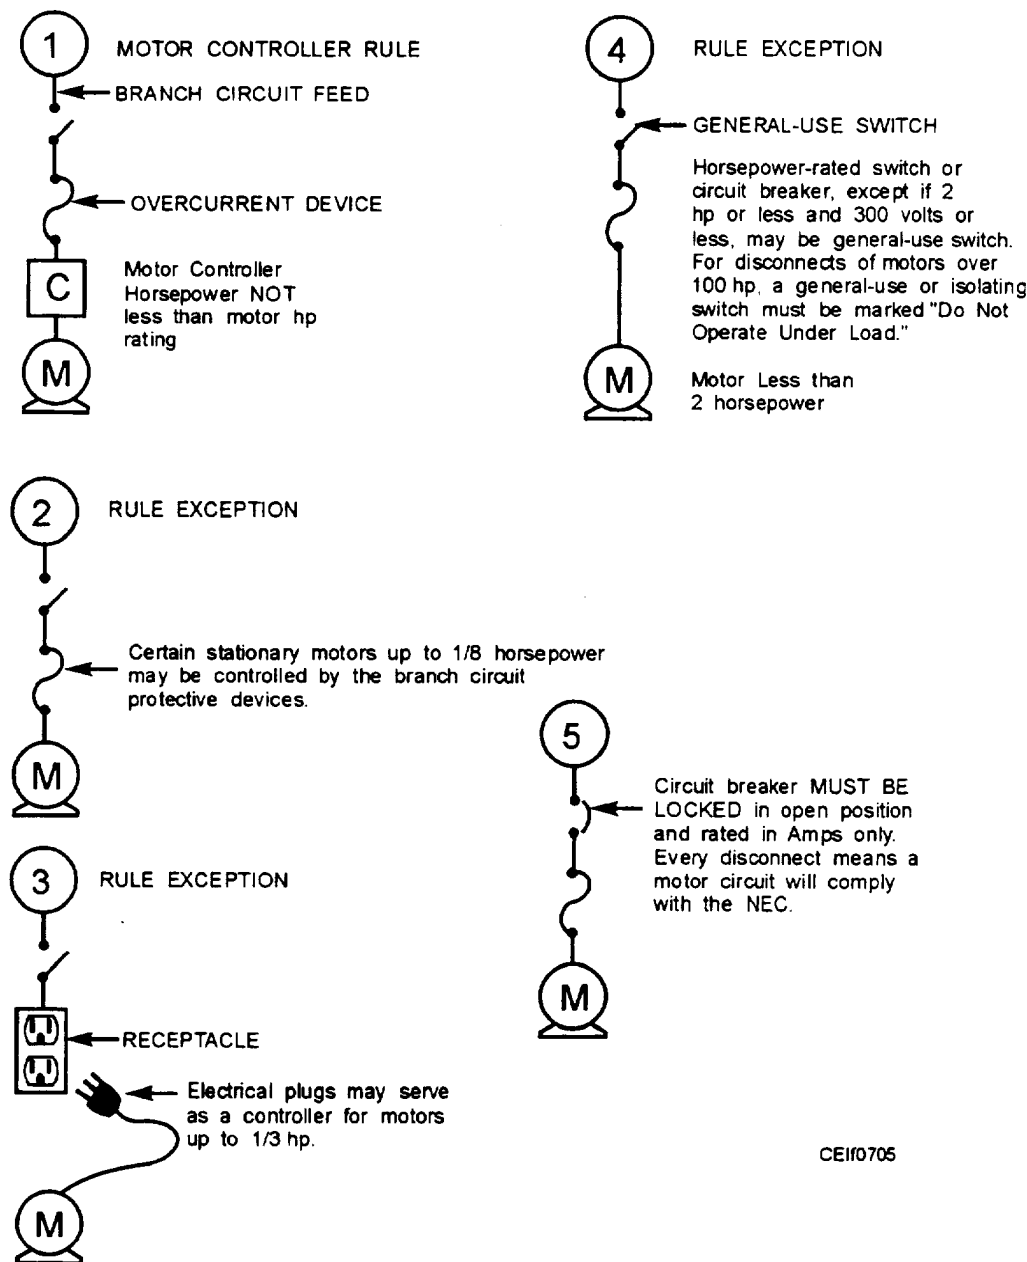 1
MOTOR CONTROLLER RULE
BRANCH CIRCUIT FEED
OVERCURRENT DEVICE
C
Motor Controller
Horsepower NOT
less than motor hp
rating
M
4
RULE EXCEPTION
GENERAL-USE SWITCH
Horsepower-rated switch or
circuit breaker, except if 2
hp or less and 300 volts or
less, may be general-use switch.
For disconnects of motors over
100 hp, a general-use or isolating
switch must be marked "Do Not
Operate Under Load."
M
Motor Less than
2 horsepower
2
RULE EXCEPTION
Certain stationary motors up to 1/8 horsepower
may be controlled by the branch circuit
protective devices.
M
3
RULE EXCEPTION
RECEPTACLE
Electrical plugs may serve
as a controller for motors
up to 1/3 hp.
M
5
Circuit breaker MUST BE
LOCKED in open position
and rated in Amps only.
Every disconnect means a
motor circuit will comply
with the NEC.
M
CEIf0705